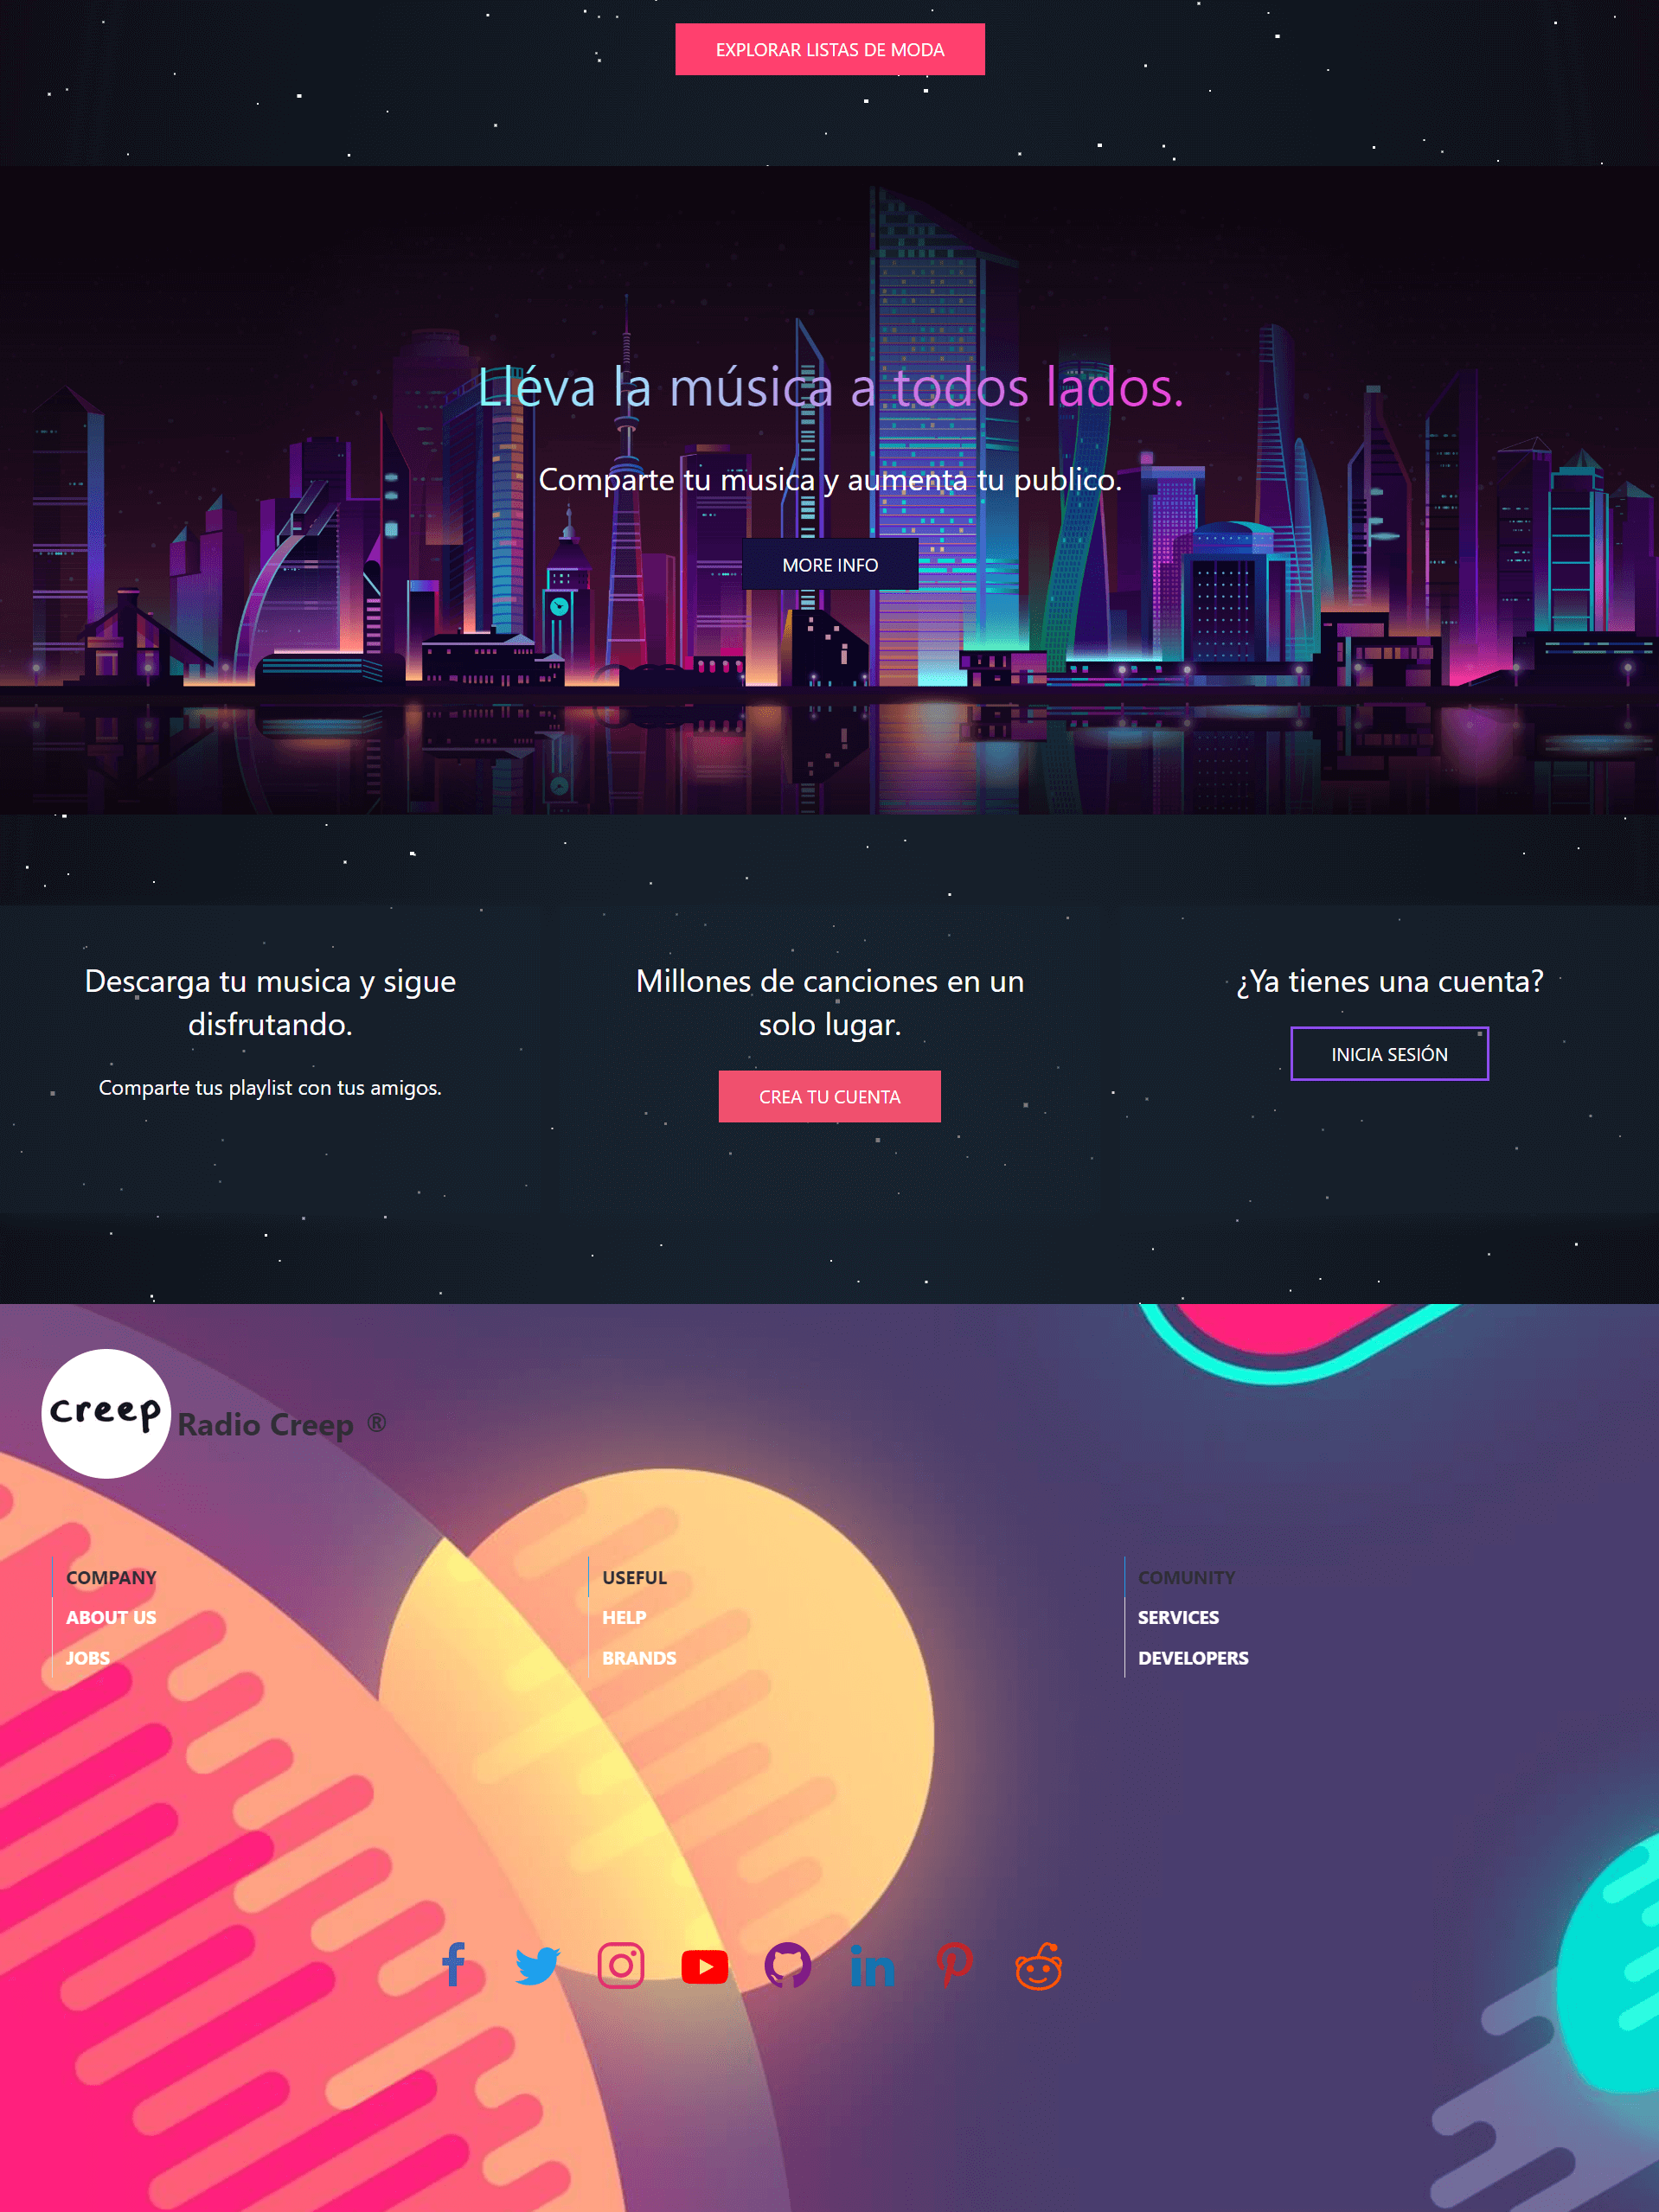 EXPLORAR LISTAS DE MODA
Lléva la música a todos lados.
Comparte tu musica y aumenta tu publico.
MORE INFO
Descarga tu musica y sigue
disfrutando.
Comparte tus playlist con tus amigos.
Millones de canciones en un
solo lugar.
CREA TU CUENTA
¿Ya tienes una cuenta?
INICIA SESIÓN
creep
Radio Creep ®
COMPANY
ABOUT US
JOBS
USEFUL
HELP
BRANDS
COMUNITY
SERVICES
DEVELOPERS